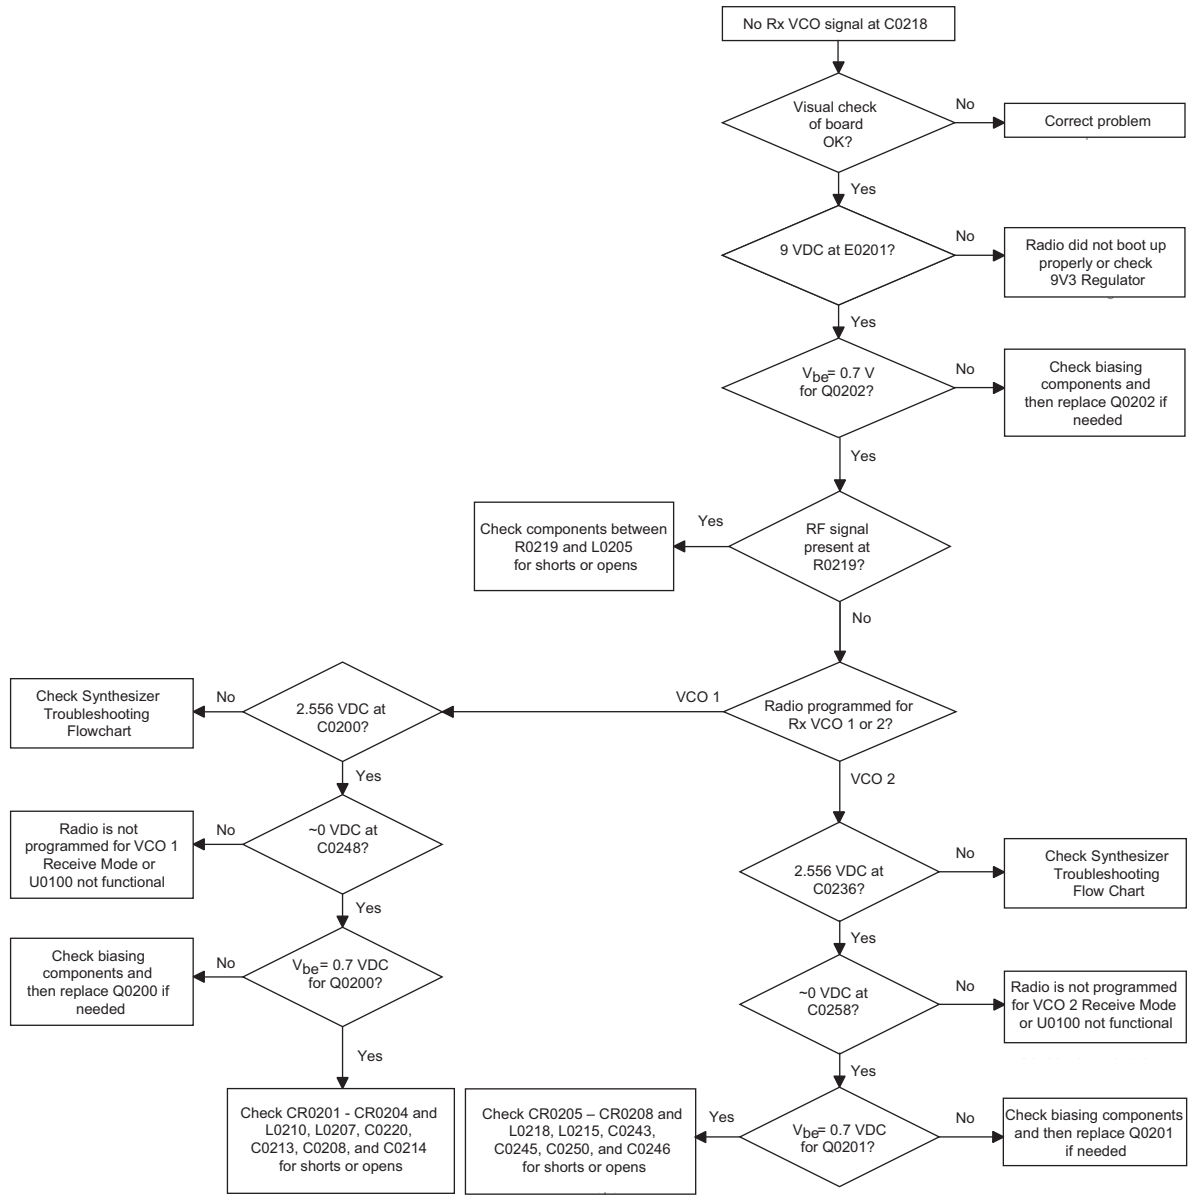 No Rx VCO signal at C0218
Visual check
of board
OK?
No
Correct problem
Yes
9 VDC at E0201?
No
Radio did not boot up
properly or check
9V3 Regulator
Yes
Vbe= 0.7 V
for Q0202?
No
Check biasing
components and
then replace Q0202 if
needed
Yes
RF signal
present at
R0219?
Yes
Check components between
R0219 and L0205
for shorts or opens
No
Radio programmed for
Rx VCO 1 or 2?
VCO 1
2.556 VDC at
C0200?
No
Check Synthesizer
Troubleshooting
Flowchart
Yes
~0 VDC at
C0248?
No
Radio is not
programmed for VCO 1
Receive Mode or
U0100 not functional
Yes
Vbe= 0.7 VDC
for Q0200?
No
Check biasing
components and
then replace Q0200 if
needed
Yes
Check CR0201 - CR0204 and
L0210, L0207, C0220,
C0213, C0208, and C0214
for shorts or opens
VCO 2
2.556 VDC at
C0236?
No
Check Synthesizer
Troubleshooting
Flow Chart
Yes
~0 VDC at
C0258?
No
Radio is not programmed
for VCO 2 Receive Mode
or U0100 not functional
Yes
Vbe= 0.7 VDC
for Q0201?
No
Check biasing components
and then replace Q0201
if needed
Yes
Check CR0205 – CR0208 and
L0218, L0215, C0243,
C0245, C0250, and C0246
for shorts or opens